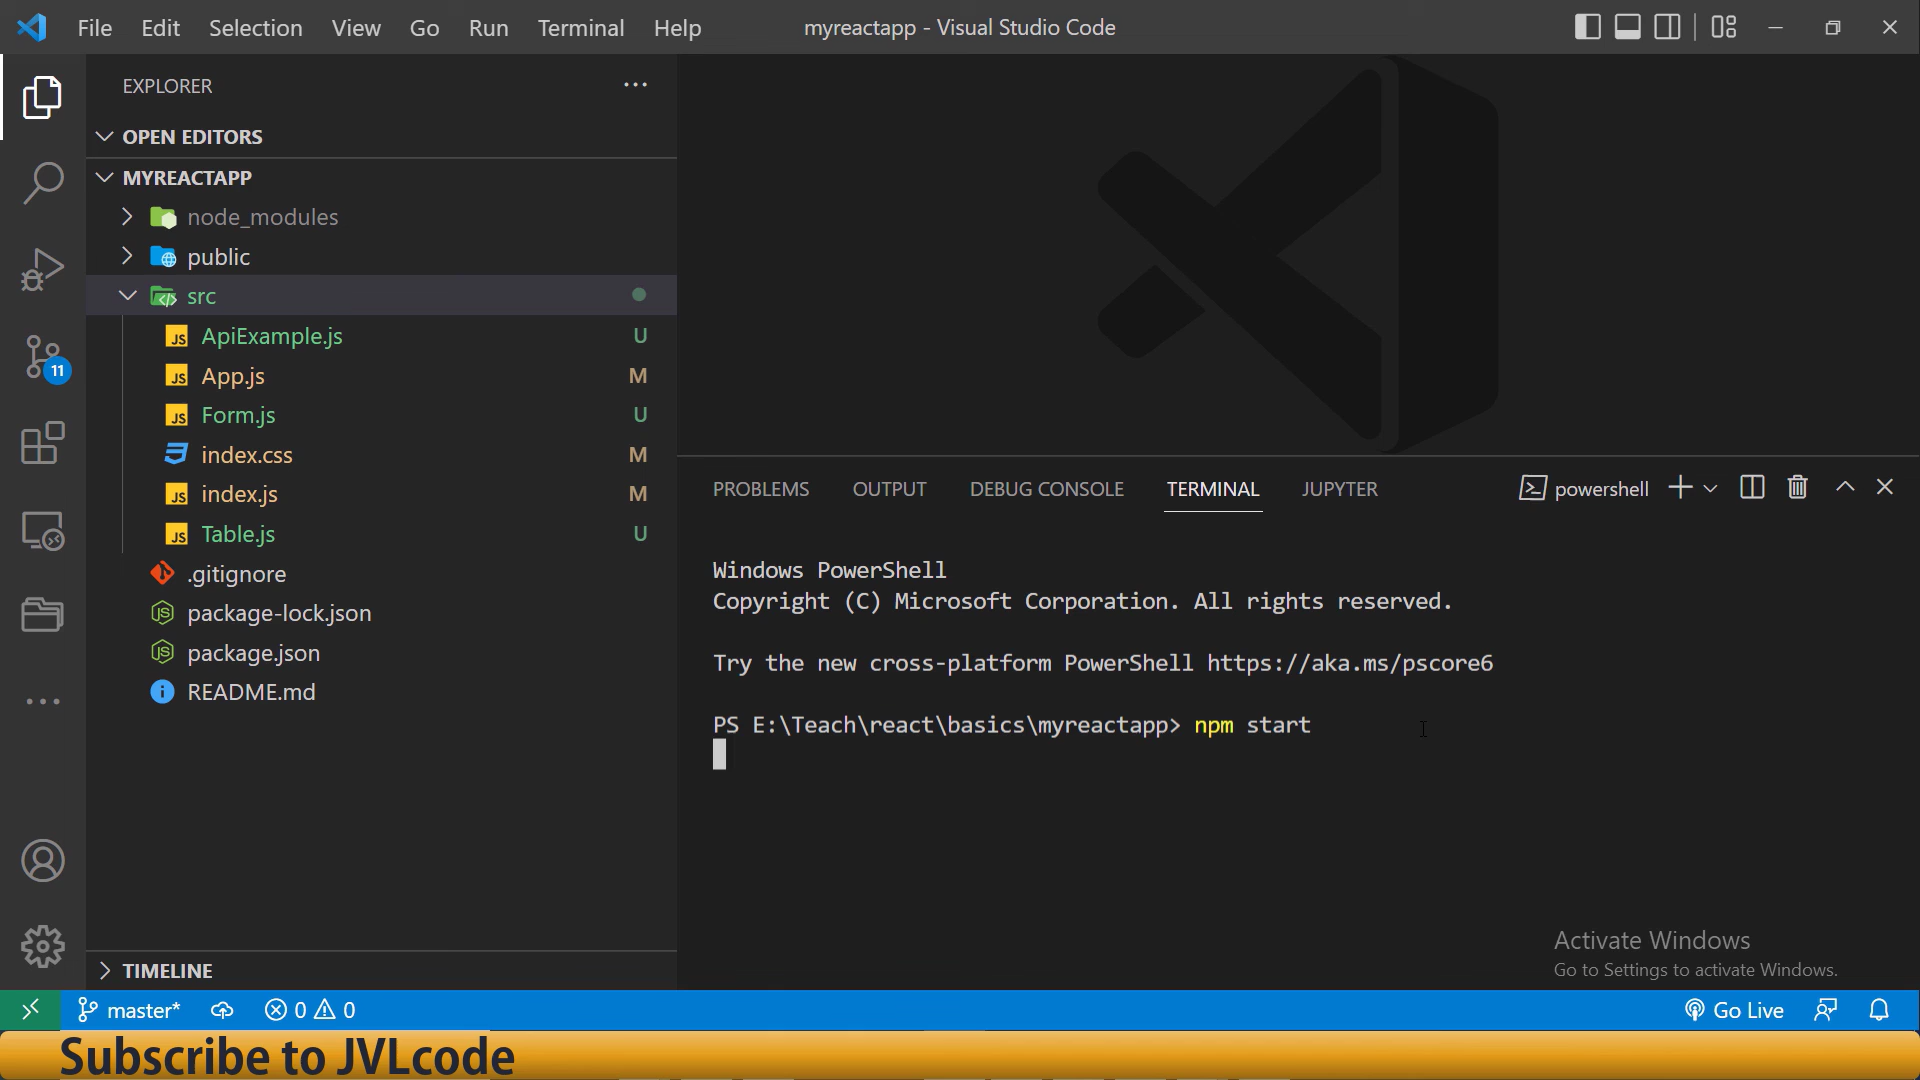 File Edit Selection View Go Run Terminal Help
myreactapp - Visual Studio Code
EXPLORER
OPEN EDITORS
MYREACTAPP
node_modules
public
src
ApiExample.js U
App.js M
Form.js U
index.css M
index.js M
Table.js U
.gitignore
package-lock.json
package.json
README.md
TIMELINE
11
PROBLEMS OUTPUT DEBUG CONSOLE TERMINAL JUPYTER
powershell
Windows PowerShell
Copyright (C) Microsoft Corporation. All rights reserved.
Try the new cross-platform PowerShell https://aka.ms/pscore6
PS E:\Teach\react\basics\myreactapp> npm start
Activate Windows
Go to Settings to activate Windows.
master* 0 0 Go Live
Subscribe to JVLcode